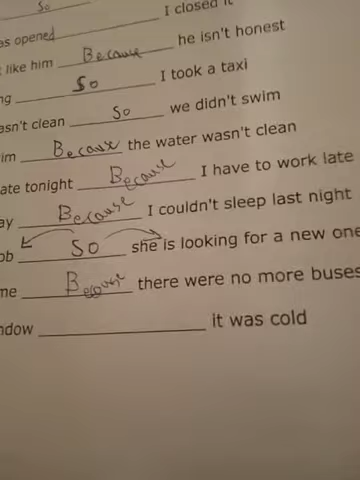 So I closed it
as opened
like him Because he isn't honest
ng So I took a taxi
asn't clean So we didn't swim
im Because the water wasn't clean
ate tonight Because I have to work late
ay Because I couldn't sleep last night
ob So she is looking for a new one
me Because there were no more buses
ndow it was cold